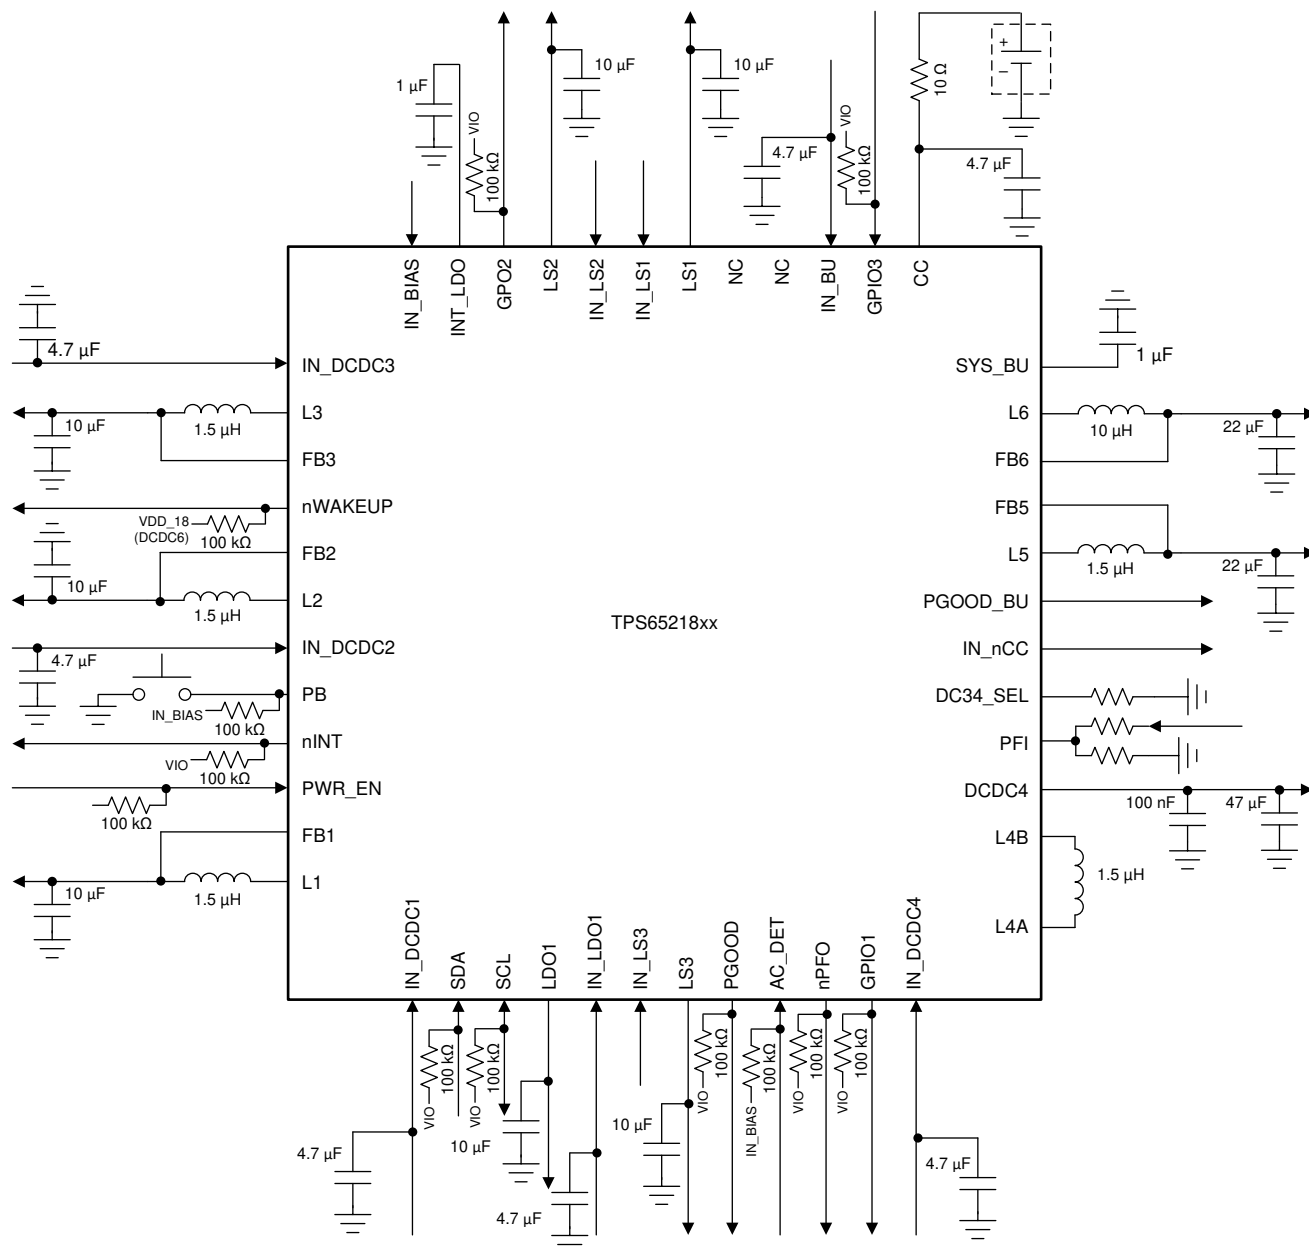 10 µF
10 µF
1 µF
VIO
100 kΩ
4.7 µF
VIO
100 kΩ
10 Ω
+
–
4.7 µF
IN_BIAS
INT_LDO
GPO2
LS2
IN_LS2
IN_LS1
LS1
NC
NC
IN_BU
GPIO3
CC
4.7 µF
IN_DCDC3
SYS_BU
1 µF
L3
10 µF
1.5 µH
FB3
L6
10 µH
22 µF
FB6
nWAKEUP
VDD_18
(DCDC6)
100 kΩ
FB5
FB2
10 µF
L2
1.5 µH
L5
1.5 µH
22 µF
PGOOD_BU
TPS65218xx
IN_DCDC2
4.7 µF
IN_nCC
PB
IN_BIAS
100 kΩ
DC34_SEL
nINT
VIO
100 kΩ
PFI
PWR_EN
100 kΩ
DCDC4
100 nF
47 µF
FB1
L4B
L1
10 µF
1.5 µH
1.5 µH
L4A
IN_DCDC1
SDA
SCL
LDO1
IN_LDO1
IN_LS3
LS3
PGOOD
AC_DET
nPFO
GPIO1
IN_DCDC4
100 kΩ
VIO
100 kΩ
VIO
100 kΩ
VIO
100 kΩ
IN_BIAS
100 kΩ
VIO
100 kΩ
VIO
4.7 µF
10 µF
4.7 µF
10 µF
4.7 µF